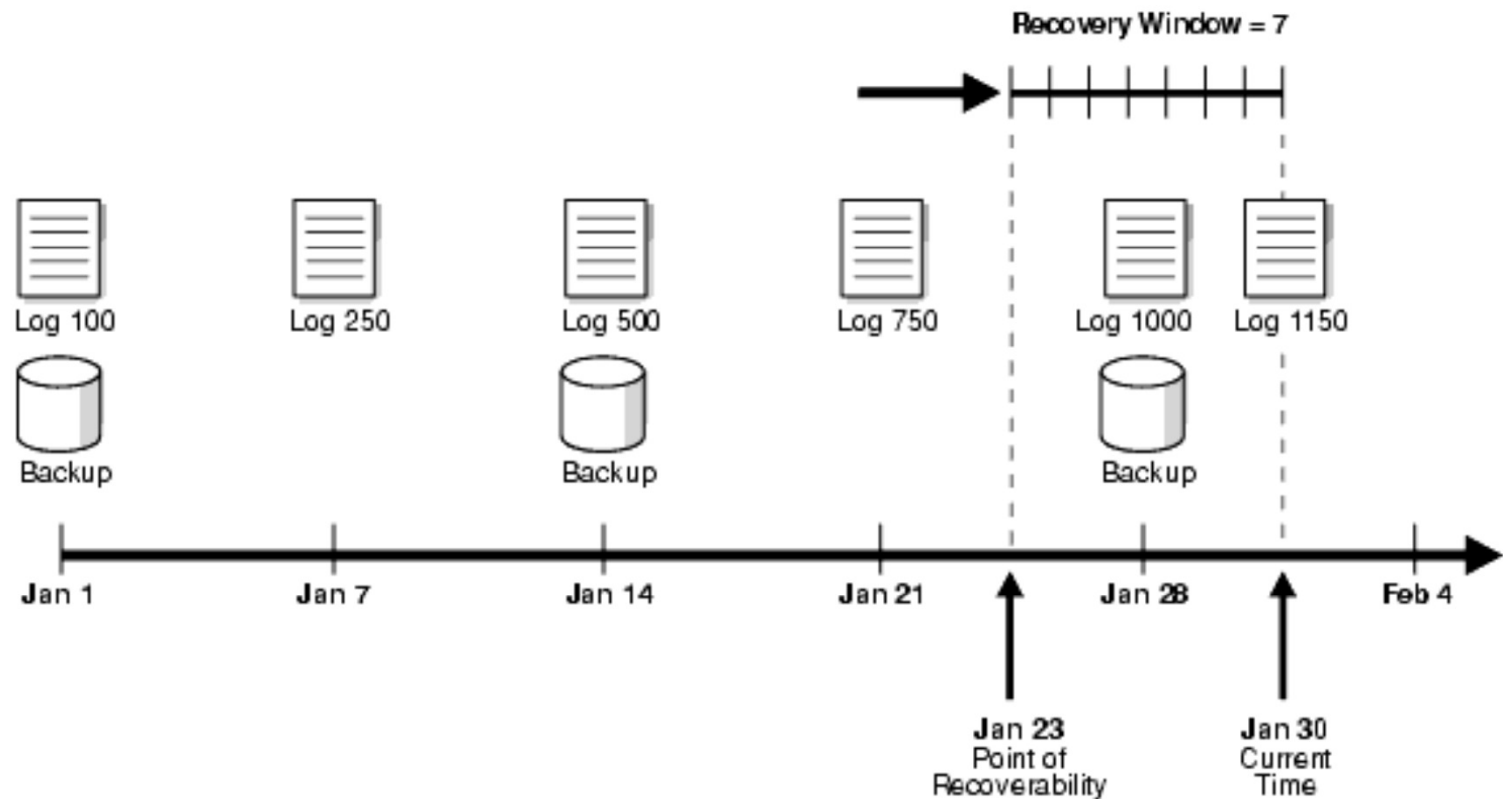 Recovery Window = 7
Log 100
Log 250
Log 500
Log 750
Log 1000
Log 1150
Backup
Backup
Backup
Jan 1
Jan 7
Jan 14
Jan 21
Jan 28
Feb 4
Jan 23
Point of
Recoverability
Jan 30
Current
Time